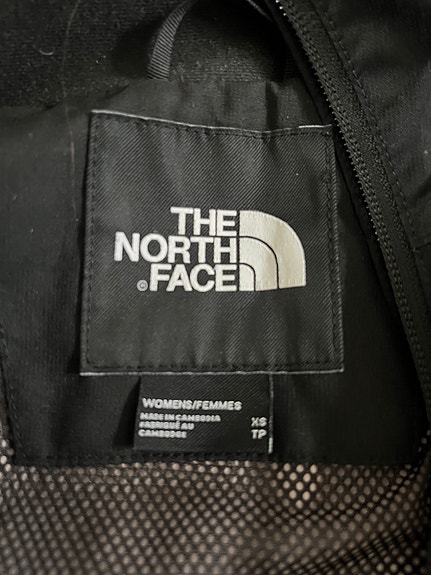 THE
NORTH
®FACE
WOMENS/FEMMES
MADE IN CAMBODIA XS
FABRIQUÉ AU TP
CAMBODGE